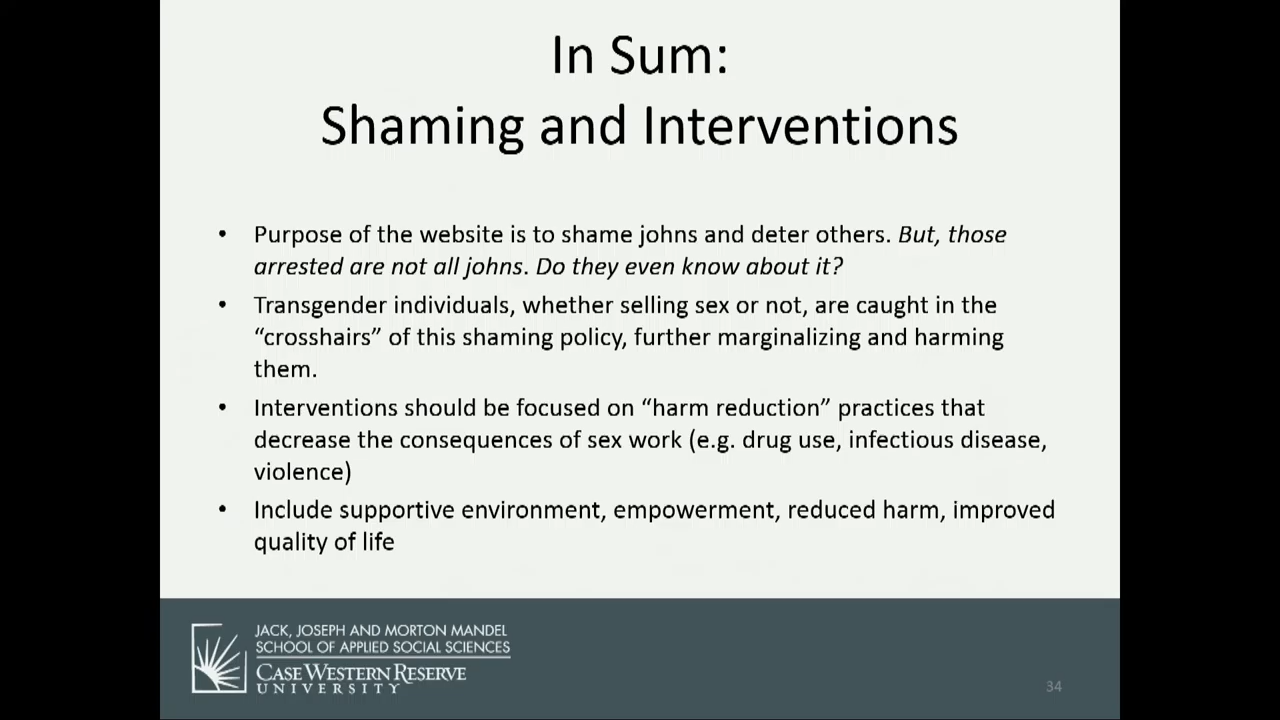 In Sum:
Shaming and Interventions
• Purpose of the website is to shame johns and deter others. But, those
arrested are not all johns. Do they even know about it?
• Transgender individuals, whether selling sex or not, are caught in the
“crosshairs” of this shaming policy, further marginalizing and harming
them.
• Interventions should be focused on “harm reduction” practices that
decrease the consequences of sex work (e.g. drug use, infectious disease,
violence)
• Include supportive environment, empowerment, reduced harm, improved
quality of life
JACK, JOSEPH AND MORTON MANDEL
SCHOOL OF APPLIED SOCIAL SCIENCES
CASE WESTERN RESERVE
UNIVERSITY
34